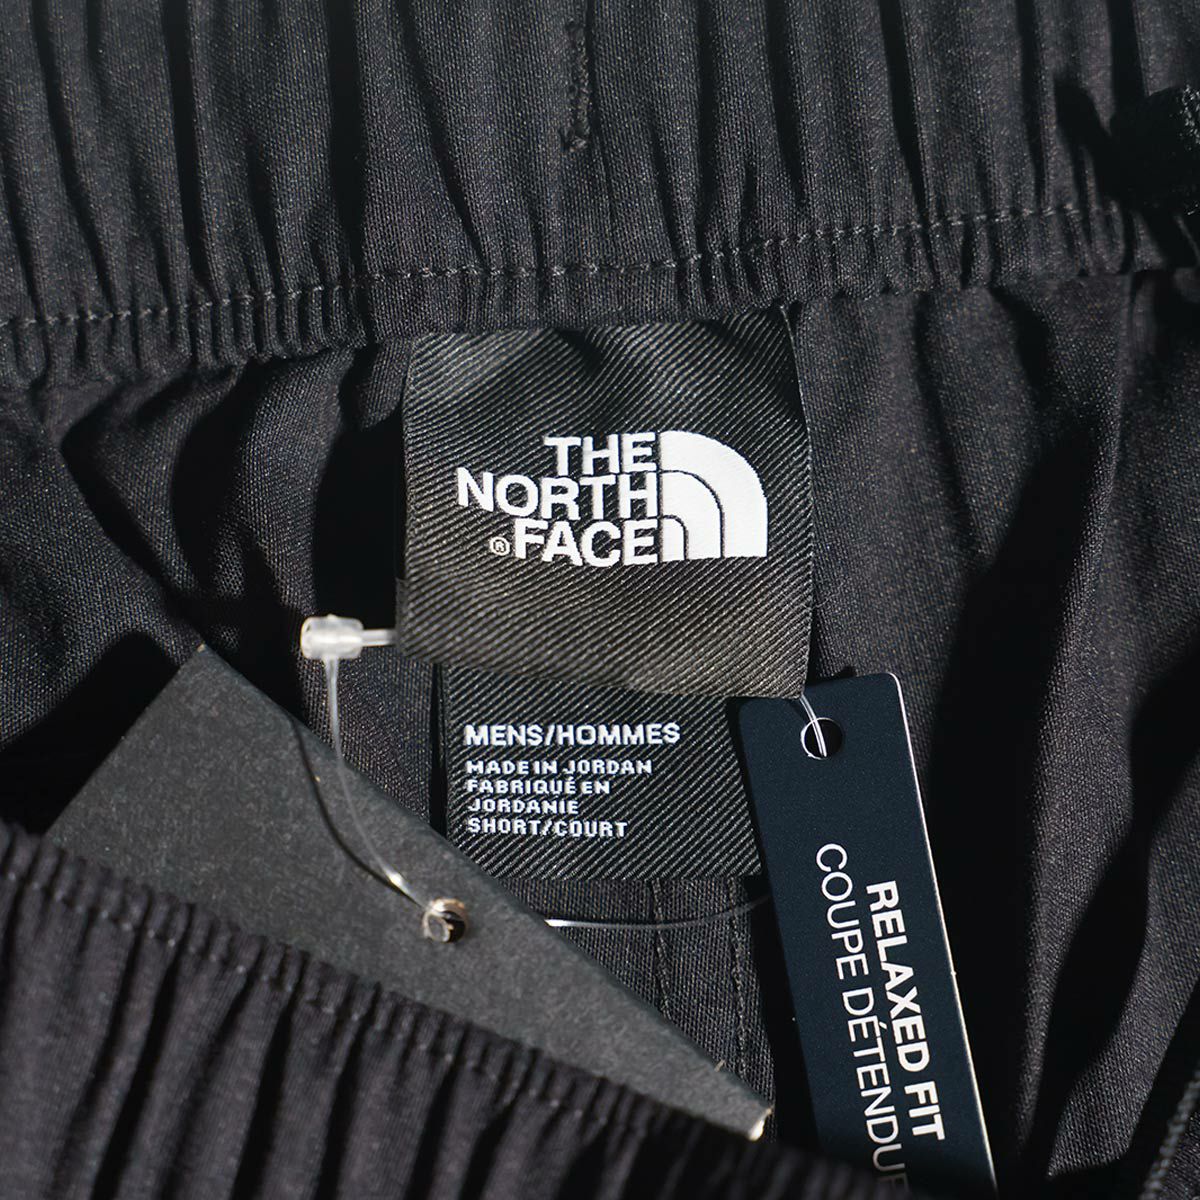 THE
NORTH
®FACE
MENS/HOMMES
MADE IN JORDAN
FABRIQUÉ EN
JORDANIE
SHORT/COURT
RELAXED FIT
COUPE DÉTENDUE